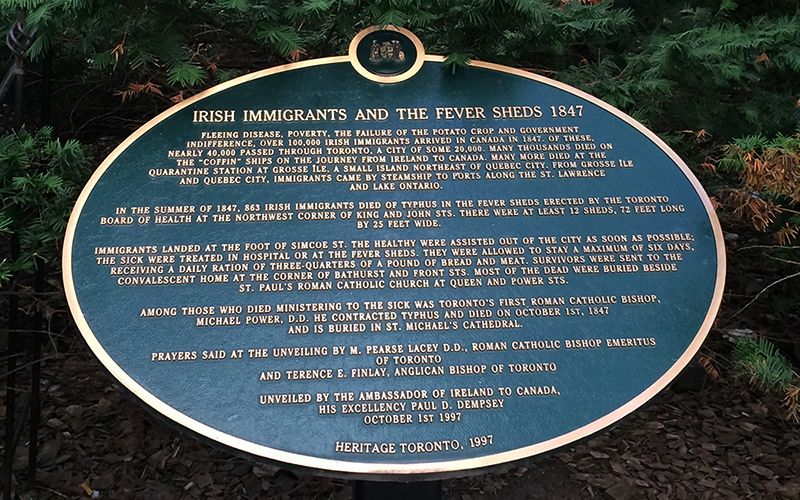 IRISH IMMIGRANTS AND THE FEVER SHEDS 1847
FLEEING DISEASE, POVERTY, THE FAILURE OF THE POTATO CROP AND GOVERNMENT
INDIFFERENCE, OVER 100,000 IRISH IMMIGRANTS ARRIVED IN CANADA IN 1847. OF THESE,
NEARLY 40,000 PASSED THROUGH TORONTO, A CITY OF SOME 20,000. MANY THOUSANDS DIED ON
THE "COFFIN" SHIPS ON THE JOURNEY FROM IRELAND TO CANADA. MANY MORE DIED AT THE
QUARANTINE STATION AT GROSSE ÎLE, A SMALL ISLAND NORTHEAST OF QUEBEC CITY. FROM GROSSE ÎLE
AND QUEBEC CITY, IMMIGRANTS CAME BY STEAMSHIP TO PORTS ALONG THE ST. LAWRENCE
AND LAKE ONTARIO.
IN THE SUMMER OF 1847, 863 IRISH IMMIGRANTS DIED OF TYPHUS IN THE FEVER SHEDS ERECTED BY THE TORONTO
BOARD OF HEALTH AT THE NORTHWEST CORNER OF KING AND JOHN STS. THERE WERE AT LEAST 12 SHEDS, 72 FEET LONG
BY 25 FEET WIDE.
IMMIGRANTS LANDED AT THE FOOT OF SIMCOE ST. THE HEALTHY WERE ASSISTED OUT OF THE CITY AS SOON AS POSSIBLE;
THE SICK WERE TREATED IN HOSPITAL OR AT THE FEVER SHEDS. THEY WERE ALLOWED TO STAY A MAXIMUM OF SIX DAYS,
RECEIVING A DAILY RATION OF THREE-QUARTERS OF A POUND OF BREAD AND MEAT. SURVIVORS WERE SENT TO THE
CONVALESCENT HOME AT THE CORNER OF BATHURST AND FRONT STS. MOST OF THE DEAD WERE BURIED BESIDE
ST. PAUL'S ROMAN CATHOLIC CHURCH AT QUEEN AND POWER STS.
AMONG THOSE WHO DIED MINISTERING TO THE SICK WAS TORONTO'S FIRST ROMAN CATHOLIC BISHOP,
MICHAEL POWER, D.D. HE CONTRACTED TYPHUS AND DIED ON OCTOBER 1ST, 1847
AND IS BURIED IN ST. MICHAEL'S CATHEDRAL.
PRAYERS SAID AT THE UNVEILING BY M. PEARSE LACEY D.D., ROMAN CATHOLIC BISHOP EMERITUS
OF TORONTO
AND TERENCE E. FINLAY, ANGLICAN BISHOP OF TORONTO
UNVEILED BY THE AMBASSADOR OF IRELAND TO CANADA,
HIS EXCELLENCY PAUL D. DEMPSEY
OCTOBER 1ST 1997
HERITAGE TORONTO, 1997